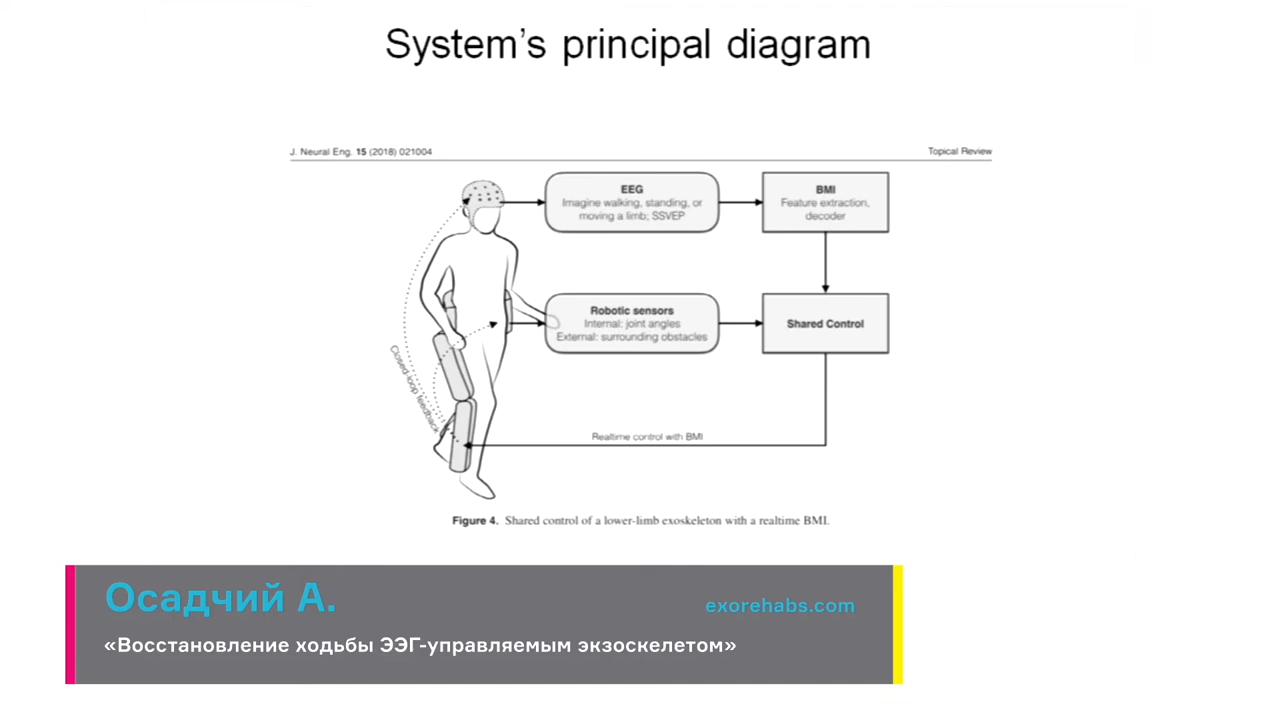 System's principal diagram
J. Neural Eng. 15 (2018) 021004
Topical Review
EEG
Imagine walking, standing, or
moving a limb; SSVEP
BMI
Feature extraction,
decoder
Robotic sensors
Internal: joint angles
External: surrounding obstacles
Shared Control
Closed-loop feedback
Realtime control with BMI
Figure 4. Shared control of a lower-limb exoskeleton with a realtime BMI.
Осадчий А.
exorehabs.com
«Восстановление ходьбы ЭЭГ-управляемым экзоскелетом»